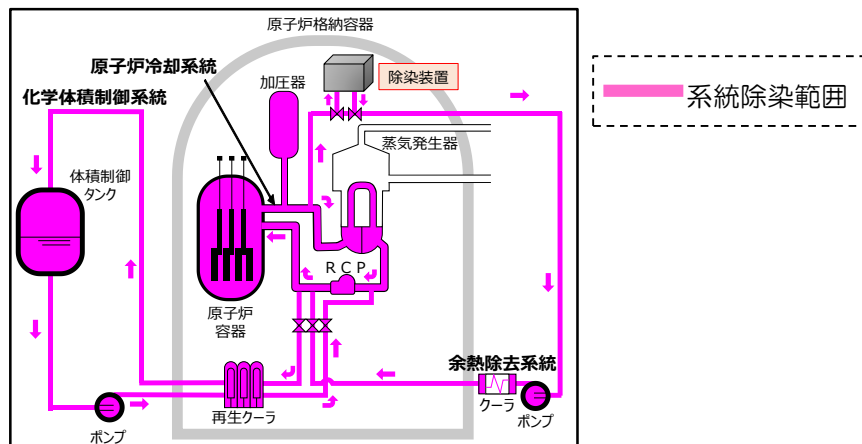 原子炉格納容器
原子炉冷却系統
加圧器
除染装置
化学体積制御系統
系統除染範囲
蒸気発生器
体積制御
タンク
ＲＣＰ
原子炉
容器
余熱除去系統
クーラ
ポンプ
再生クーラ
ポンプ